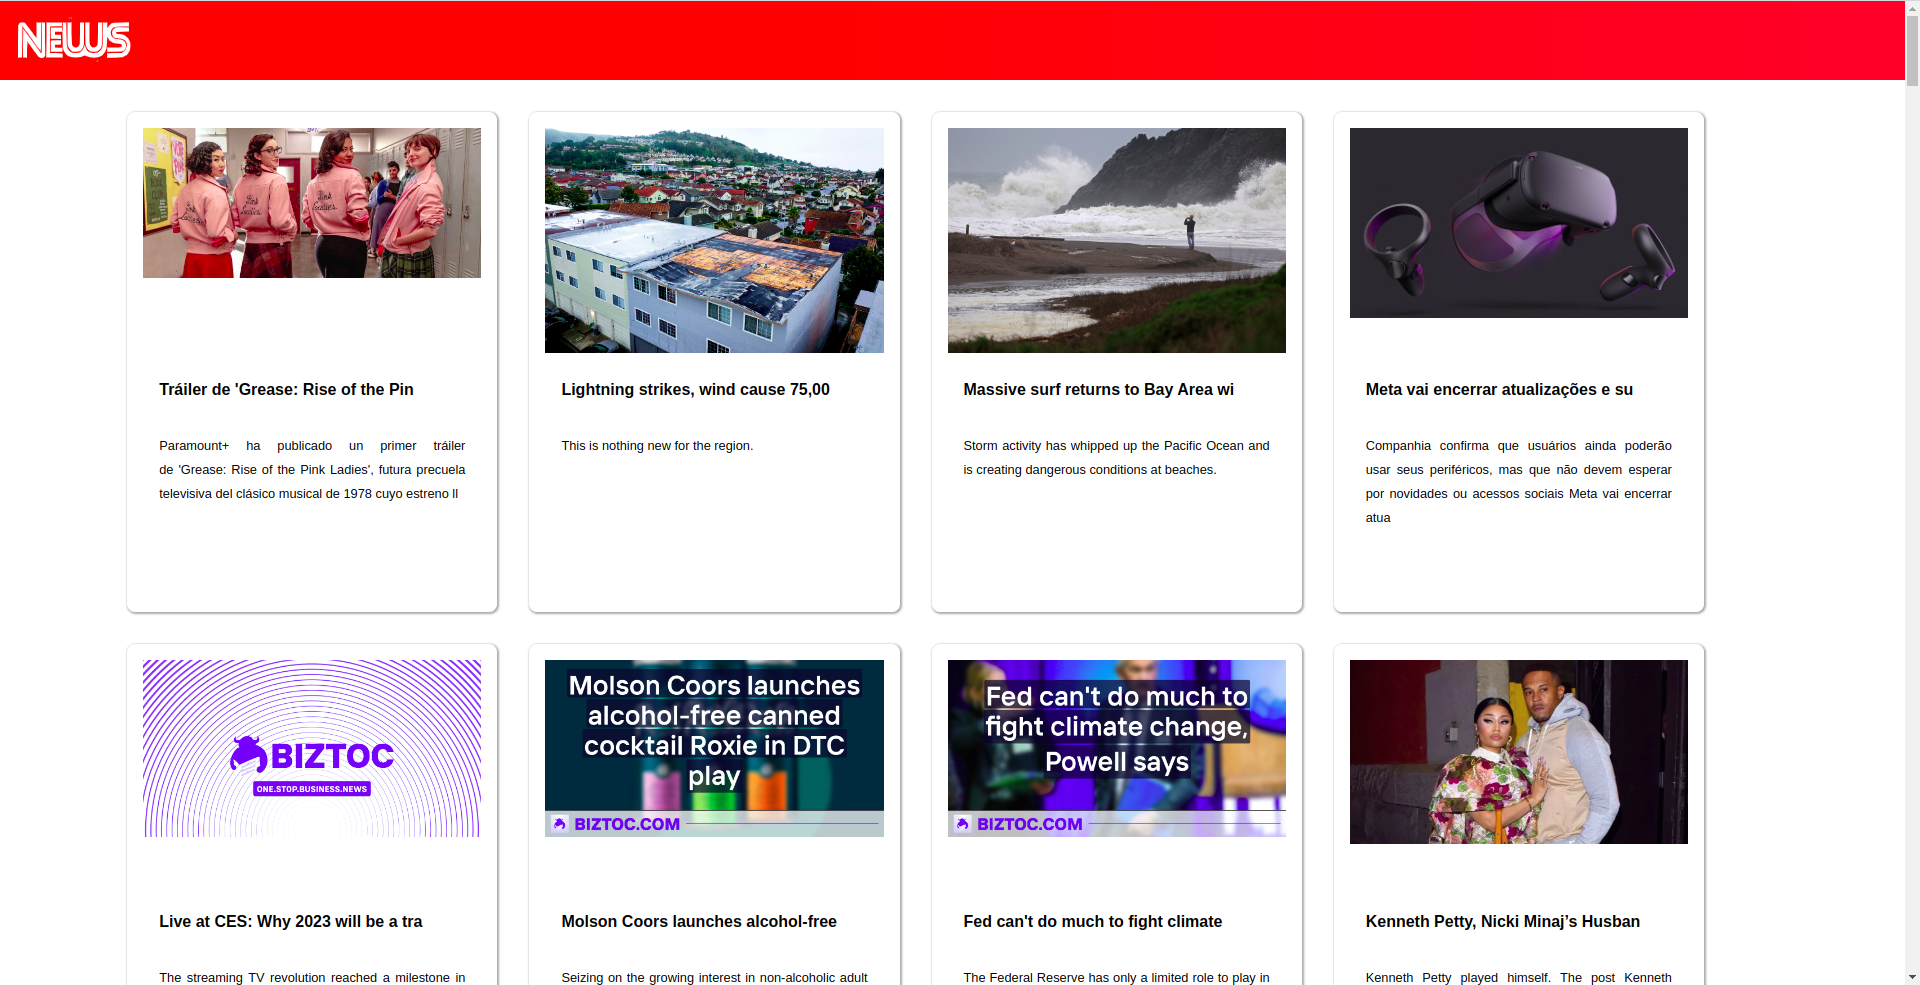 NEWS
Pink Ladies
Pink Ladies
Tráiler de 'Grease: Rise of the Pin
Paramount+ ha publicado un primer tráiler
de 'Grease: Rise of the Pink Ladies', futura precuela
televisiva del clásico musical de 1978 cuyo estreno ll
Lightning strikes, wind cause 75,00
This is nothing new for the region.
Massive surf returns to Bay Area wi
Storm activity has whipped up the Pacific Ocean and
is creating dangerous conditions at beaches.
Meta vai encerrar atualizações e su
Companhia confirma que usuários ainda poderão
usar seus periféricos, mas que não devem esperar
por novidades ou acessos sociais Meta vai encerrar
atua
BIZTOC
ONE.STOP.BUSINESS.NEWS
Live at CES: Why 2023 will be a tra
The streaming TV revolution reached a milestone in
Molson Coors launches
alcohol-free canned
cocktail Roxie in DTC
play
BIZTOC.COM
Molson Coors launches alcohol-free
Seizing on the growing interest in non-alcoholic adult
Fed can't do much to
fight climate change,
Powell says
BIZTOC.COM
Fed can't do much to fight climate
The Federal Reserve has only a limited role to play in
Kenneth Petty, Nicki Minaj’s Husban
Kenneth Petty played himself. The post Kenneth